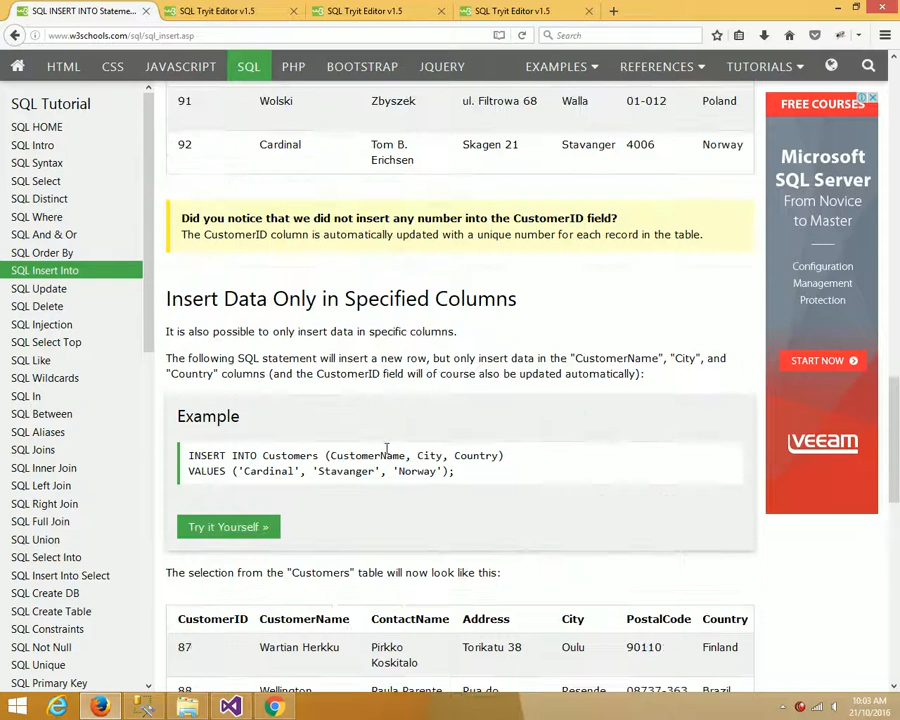 SQL INSERT INTO Stateme...
SQL Tryit Editor v1.5
SQL Tryit Editor v1.5
SQL Tryit Editor v1.5
www.w3schools.com/sql/sql_insert.asp
Search
HTML
CSS
JAVASCRIPT
SQL
PHP
BOOTSTRAP
JQUERY
EXAMPLES
REFERENCES
TUTORIALS
SQL Tutorial
SQL HOME
SQL Intro
SQL Syntax
SQL Select
SQL Distinct
SQL Where
SQL And & Or
SQL Order By
SQL Insert Into
SQL Update
SQL Delete
SQL Injection
SQL Select Top
SQL Like
SQL Wildcards
SQL In
SQL Between
SQL Aliases
SQL Joins
SQL Inner Join
SQL Left Join
SQL Right Join
SQL Full Join
SQL Union
SQL Select Into
SQL Insert Into Select
SQL Create DB
SQL Create Table
SQL Constraints
SQL Not Null
SQL Unique
SQL Primary Key
91 Wolski Zbyszek ul. Filtrowa 68 Walla 01-012 Poland
92 Cardinal Tom B. Skagen 21 Stavanger 4006 Norway
Erichsen
Did you notice that we did not insert any number into the CustomerID field?
The CustomerID column is automatically updated with a unique number for each record in the table.
Insert Data Only in Specified Columns
It is also possible to only insert data in specific columns.
The following SQL statement will insert a new row, but only insert data in the "CustomerName", "City", and
"Country" columns (and the CustomerID field will of course also be updated automatically):
Example
INSERT INTO Customers (CustomerName, City, Country)
VALUES ('Cardinal', 'Stavanger', 'Norway');
Try it Yourself »
The selection from the "Customers" table will now look like this:
CustomerID CustomerName ContactName Address City PostalCode Country
87 Wartian Herkku Pirkko Torikatu 38 Oulu 90110 Finland
Koskitalo
88 Wellington Paula Parente Rua do Resende 08737-363 Brazil
FREE COURSES
Microsoft
SQL Server
From Novice
to Master
Configuration
Management
Protection
START NOW
veeam
10:03 AM
21/10/2016